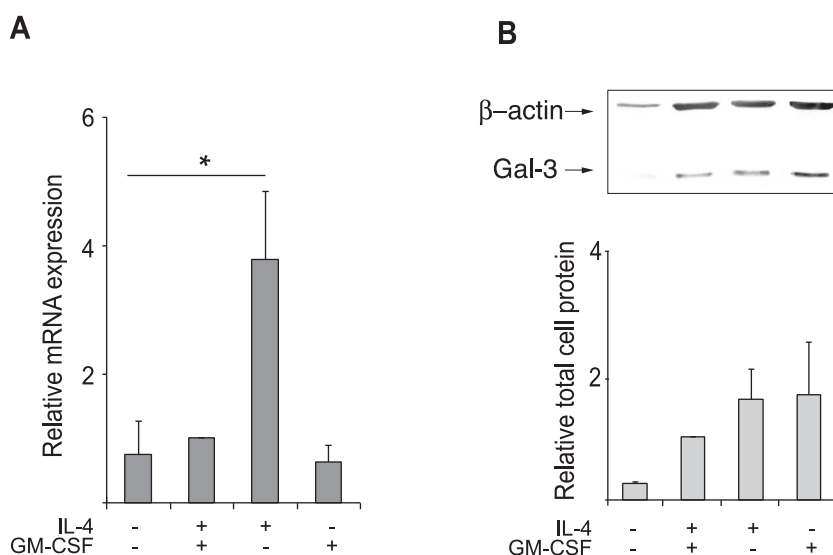 A
6
4
2
Relative mRNA expression
*
IL-4 - + + -
GM-CSF - + - +
B
β–actin →
Gal-3 →
4
2
Relative total cell protein
IL-4 - + + -
GM-CSF - + - +